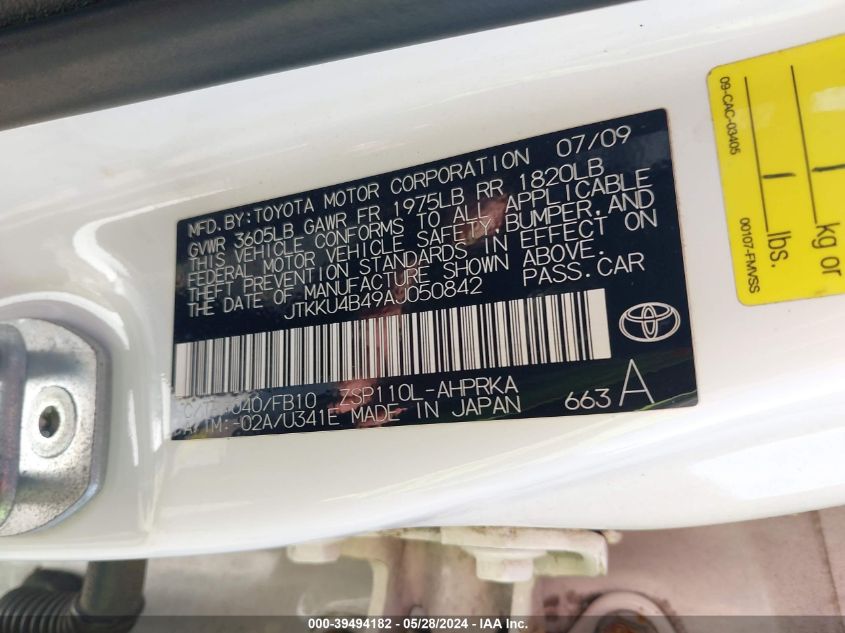 MFD. BY: TOYOTA MOTOR CORPORATION 07/09
GVWR 3605LB GAWR FR 1975LB RR 1820LB
THIS VEHICLE CONFORMS TO ALL APPLICABLE
FEDERAL MOTOR VEHICLE SAFETY, BUMPER, AND
THEFT PREVENTION STANDARDS IN EFFECT ON
THE DATE OF MANUFACTURE SHOWN ABOVE.
JTKKU4B49AJ050842 PASS. CAR
040/FB10 ZSP110L-AHPRKA
A/TM:-02A/U341E MADE IN JAPAN 663 A
09-CAC-03405
kg or
lbs.
00107-FMVSS
000-39494182 - 05/28/2024 - IAA Inc.